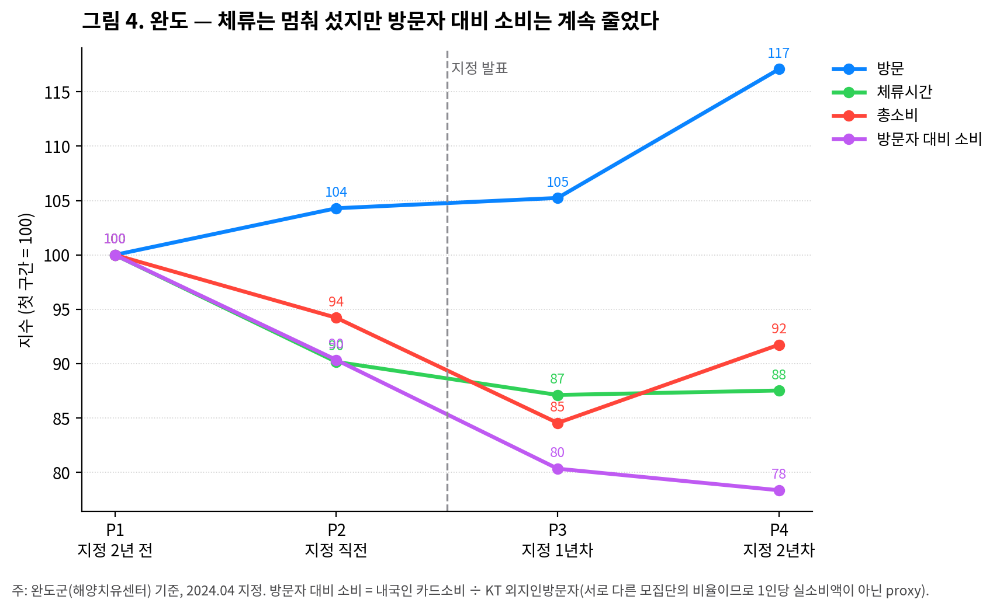 그림 4. 완도 — 체류는 멈춰 섰지만 방문자 대비 소비는 계속 줄었다
지수 (첫 구간 = 100)
115
110
105
100
95
90
85
80
지정 발표
117
105
104
100
94
90
90
87
85
80
92
88
78
방문
체류시간
총소비
방문자 대비 소비
P1
지정 2년 전
P2
지정 직전
P3
지정 1년차
P4
지정 2년차
주: 완도군(해양치유센터) 기준, 2024.04 지정. 방문자 대비 소비 = 내국인 카드소비 ÷ KT 외지인방문자(서로 다른 모집단의 비율이므로 1인당 실소비액이 아닌 proxy).